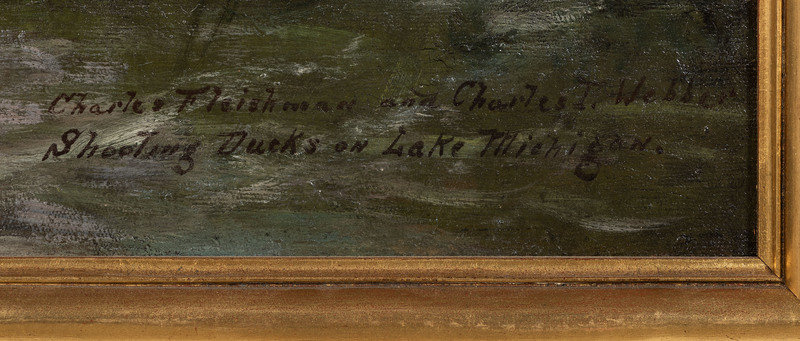 Charles Fleishman and Charles T. Webber
Shooting Ducks on Lake Michigan.